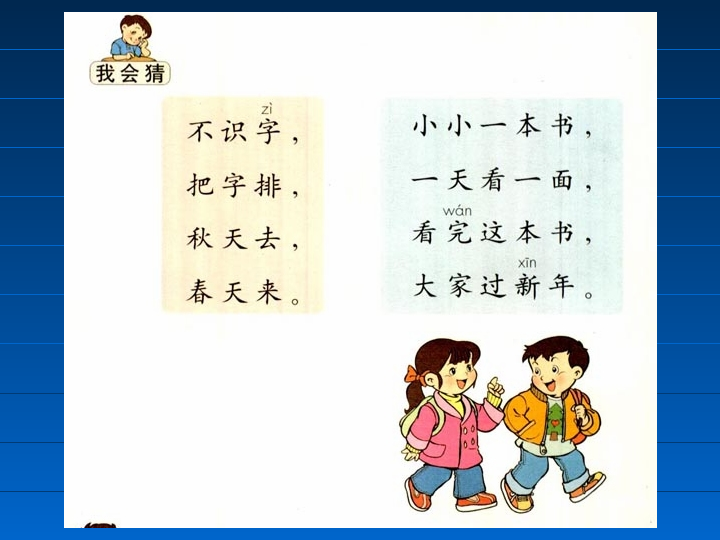 我会猜
zì
不识字，
把字排，
秋天去，
春天来。
小小一本书，
一天看一面，
wán
看完这本书，
xīn
大家过新年。